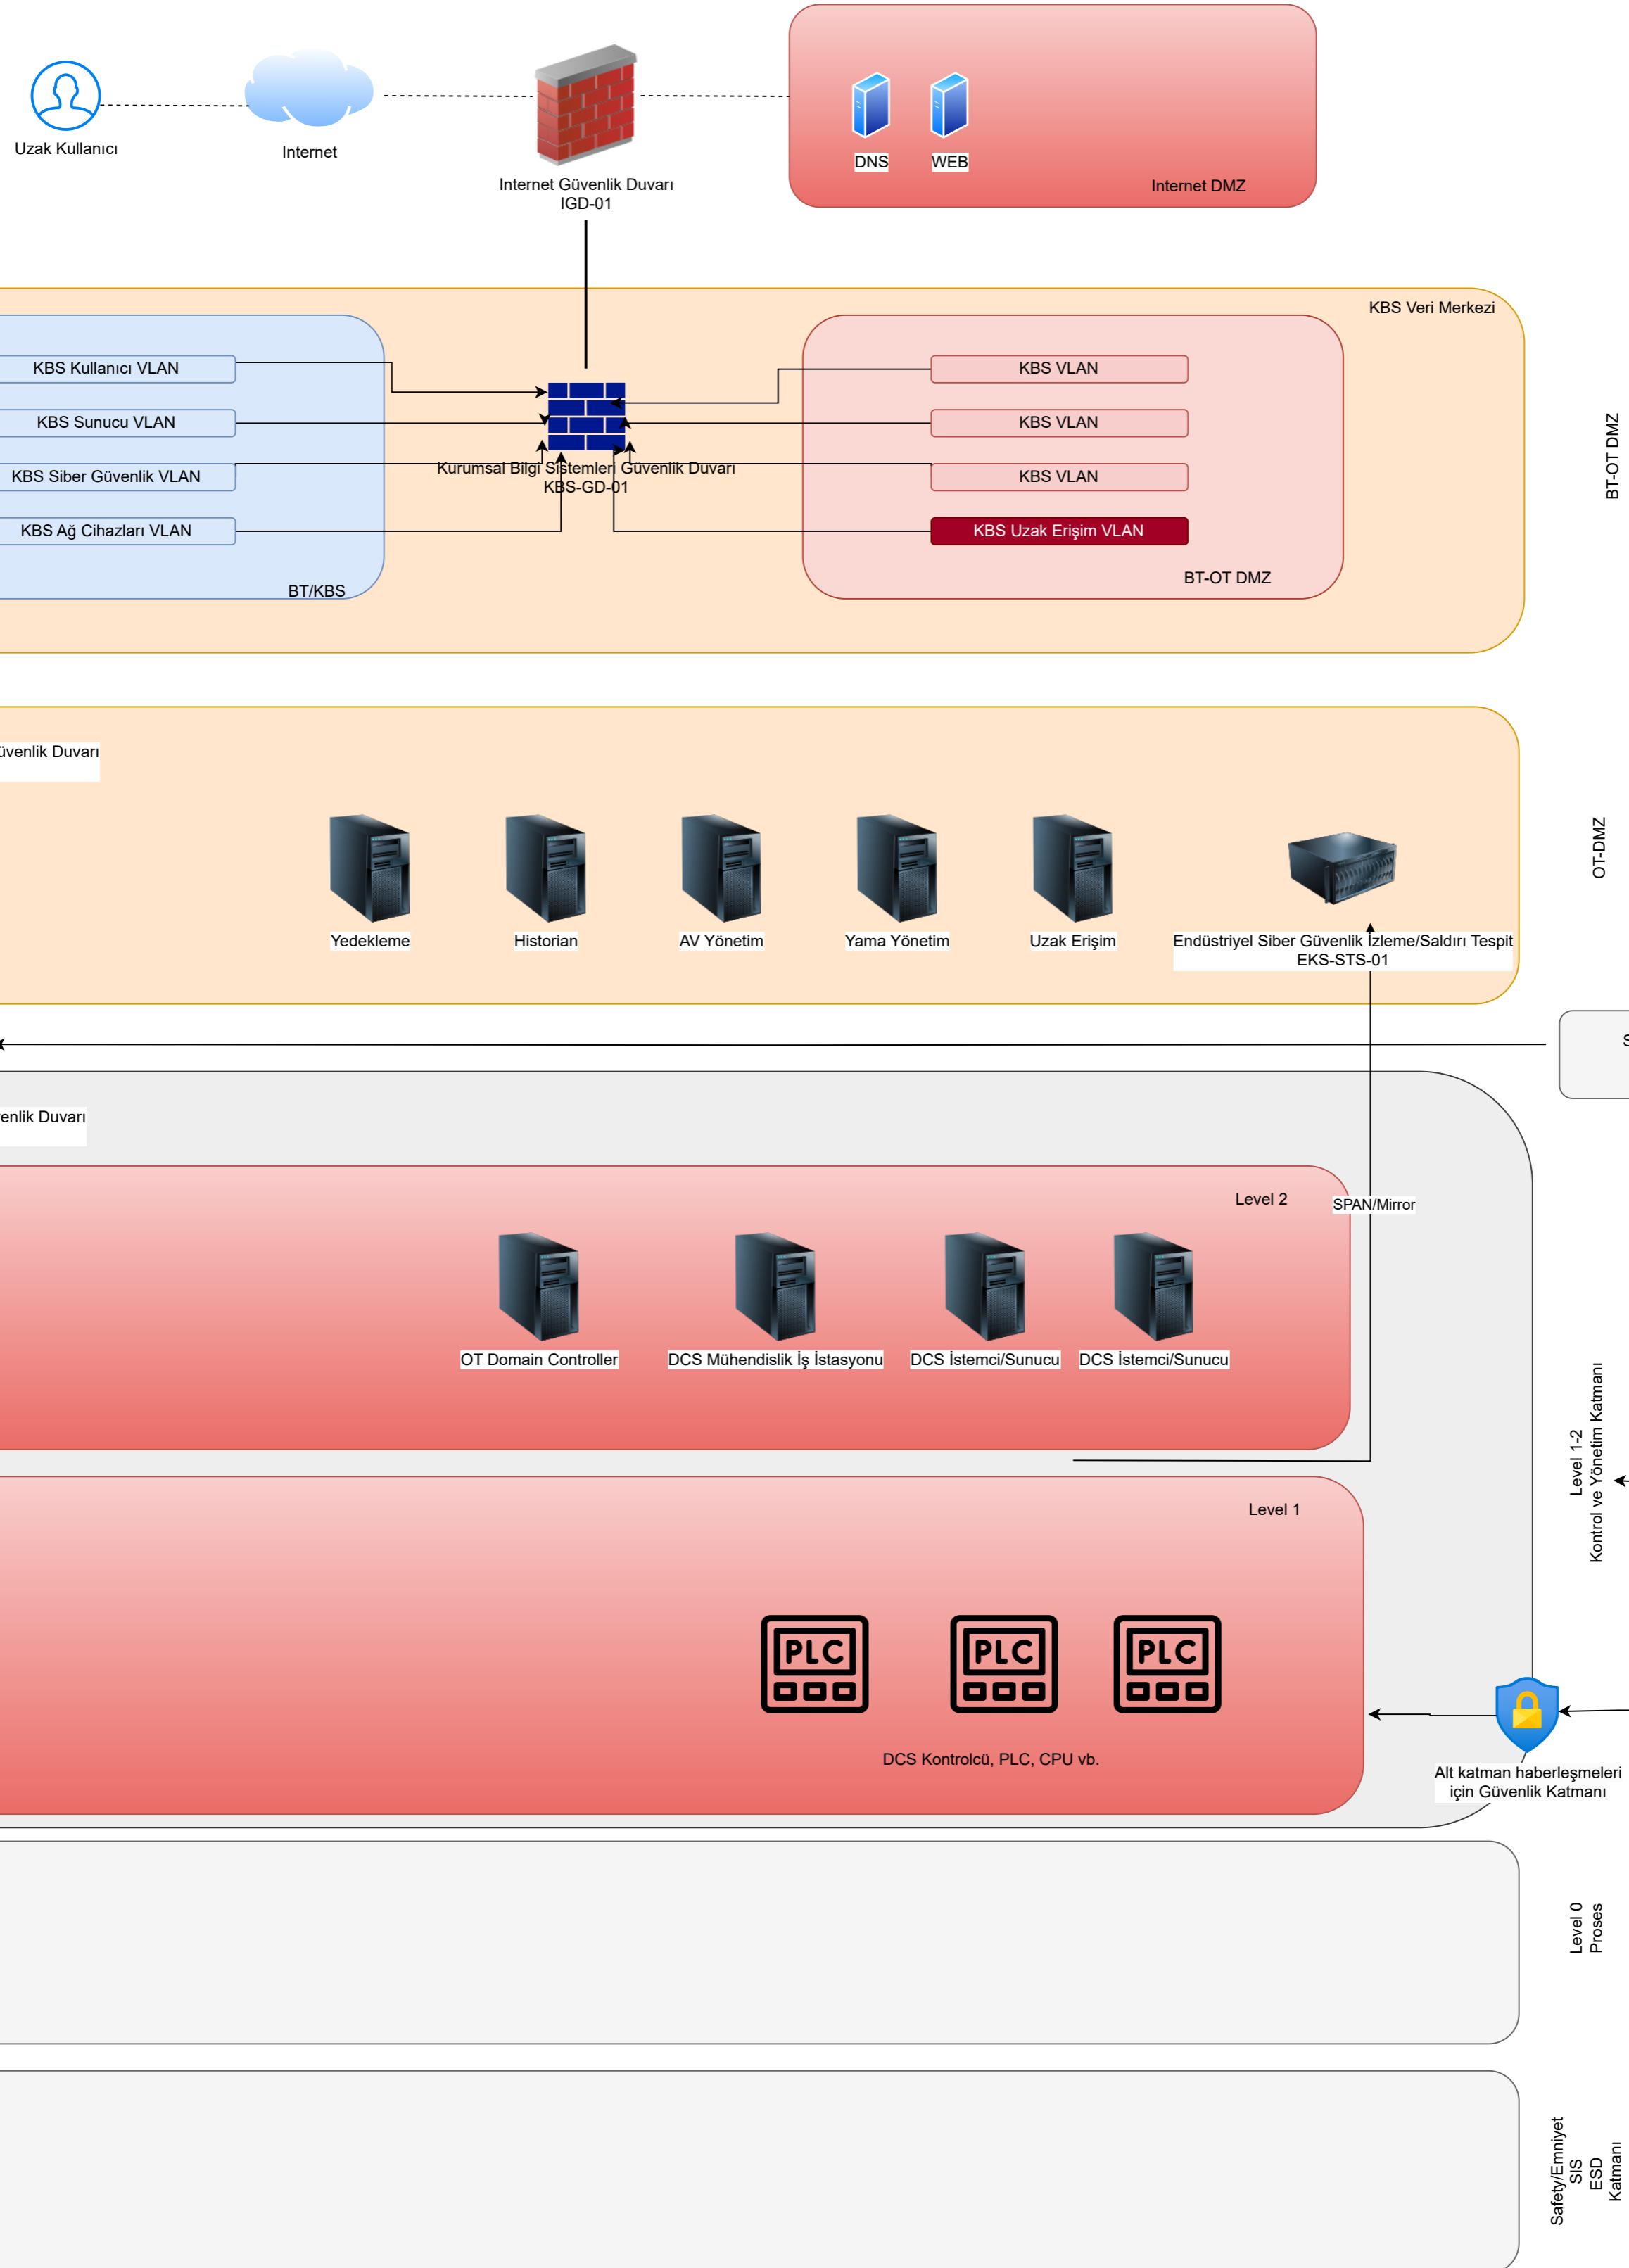 Uzak Kullanıcı
Internet
Internet Güvenlik Duvarı
IGD-01
DNS
WEB
Internet DMZ
KBS Veri Merkezi
KBS Kullanıcı VLAN
KBS Sunucu VLAN
KBS Siber Güvenlik VLAN
KBS Ağ Cihazları VLAN
BT/KBS
Kurumsal Bilgi Sistemleri Güvenlik Duvarı
KBS-GD-01
KBS VLAN
KBS VLAN
KBS VLAN
KBS Uzak Erişim VLAN
BT-OT DMZ
BT-OT DMZ
üvenlik Duvarı
Yedekleme
Historian
AV Yönetim
Yama Yönetim
Uzak Erişim
Endüstriyel Siber Güvenlik İzleme/Saldırı Tespit
EKS-STS-01
OT-DMZ
S
enlik Duvarı
Level 2
SPAN/Mirror
OT Domain Controller
DCS Mühendislik İş İstasyonu
DCS İstemci/Sunucu
DCS İstemci/Sunucu
Level 1-2
Kontrol ve Yönetim Katmanı
Level 1
PLC
PLC
PLC
DCS Kontrolcü, PLC, CPU vb.
Alt katman haberleşmeleri
için Güvenlik Katmanı
Level 0
Proses
Safety/Emniyet
SIS
ESD
Katmanı